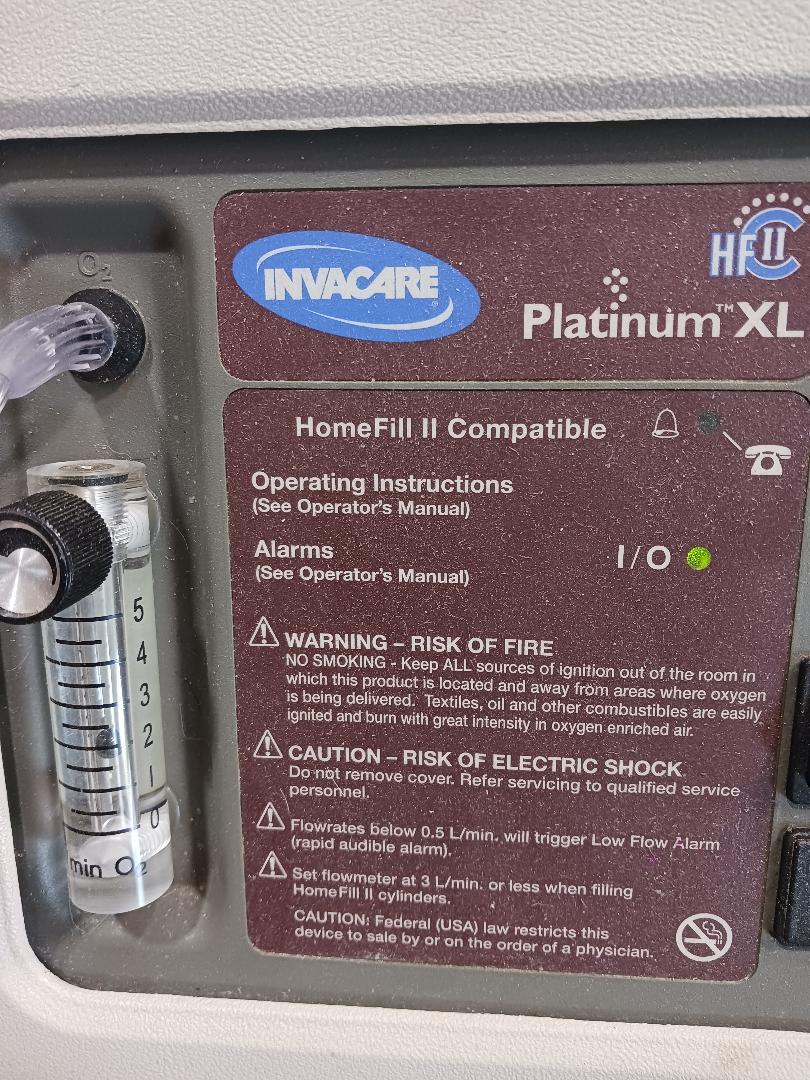 O₂
INVACARE
HF II C
Platinum™ XL
HomeFill II Compatible
Operating Instructions
(See Operator's Manual)
Alarms
(See Operator's Manual)
I/O
5
4
3
2
1
0
min O₂
WARNING – RISK OF FIRE
NO SMOKING - Keep ALL sources of ignition out of the room in
which this product is located and away from areas where oxygen
is being delivered. Textiles, oil and other combustibles are easily
ignited and burn with great intensity in oxygen enriched air.
CAUTION – RISK OF ELECTRIC SHOCK
Do not remove cover. Refer servicing to qualified service
personnel.
Flowrates below 0.5 L/min. will trigger Low Flow Alarm
(rapid audible alarm).
Set flowmeter at 3 L/min. or less when filling
HomeFill II cylinders.
CAUTION: Federal (USA) law restricts this
device to sale by or on the order of a physician.